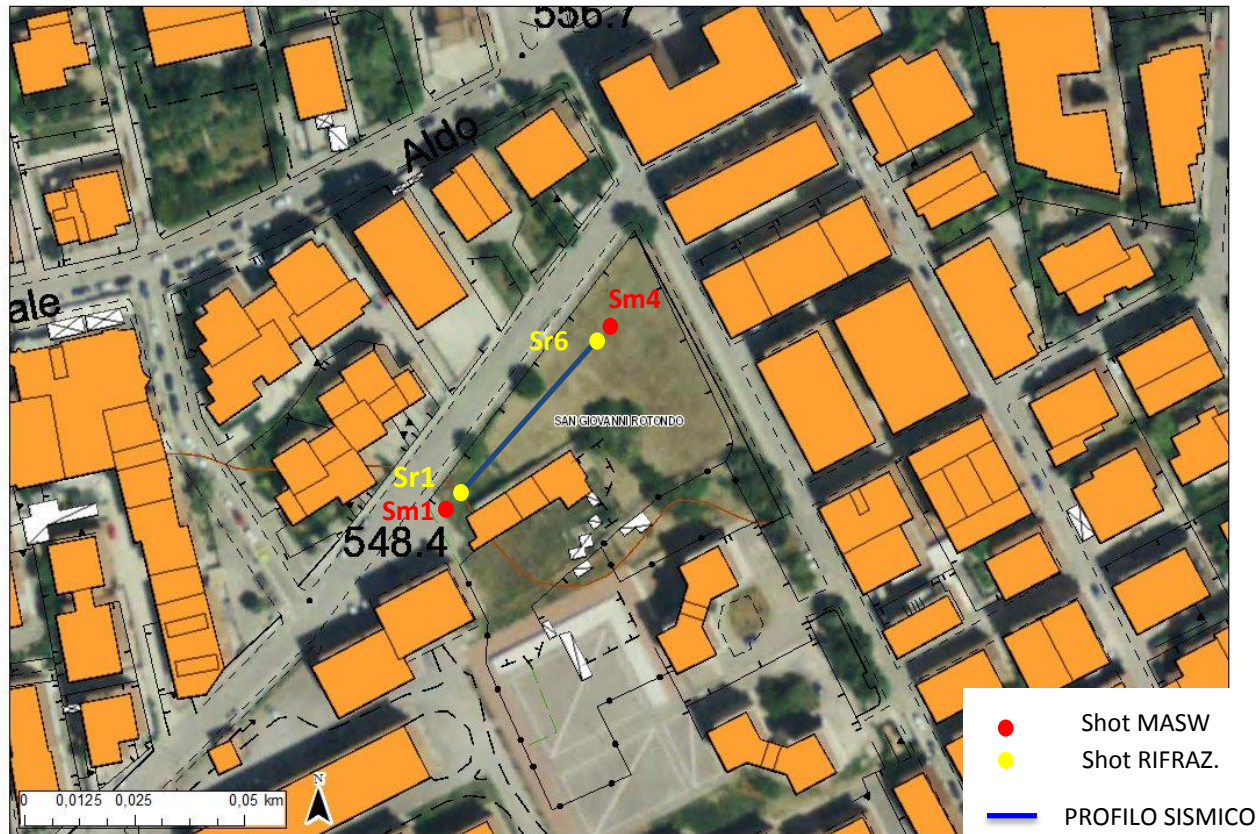 556.7
Aldo
ale
Sm4
Sr6
SAN GIOVANNI ROTONDO
Sr1
Sm1
548.4
Shot MASW
Shot RIFRAZ.
PROFILO SISMICO
N
0 0,0125 0,025 0,05 km